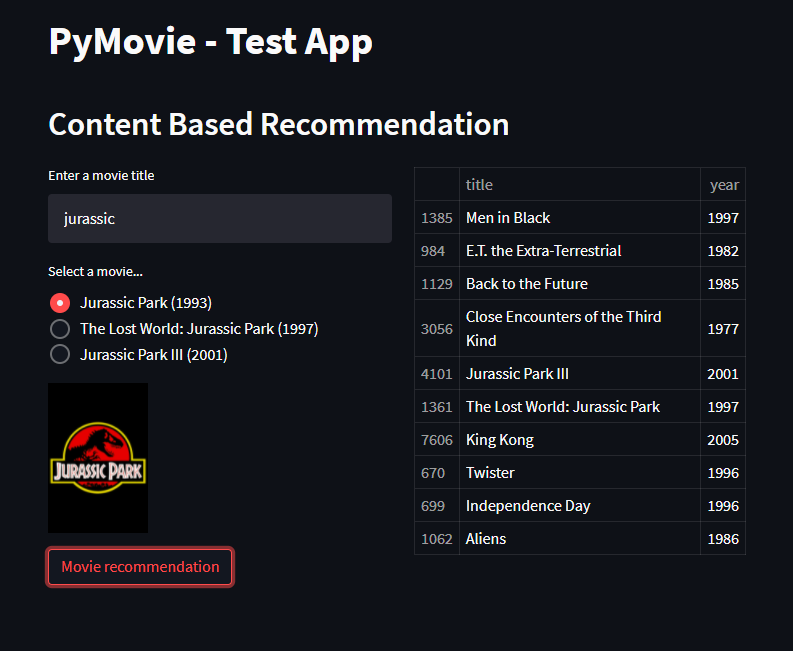 PyMovie - Test App
Content Based Recommendation
Enter a movie title
jurassic
Select a movie...
Jurassic Park (1993)
The Lost World: Jurassic Park (1997)
Jurassic Park III (2001)
JURASSIC PARK
Movie recommendation
title year
1385 Men in Black 1997
984 E.T. the Extra-Terrestrial 1982
1129 Back to the Future 1985
3056 Close Encounters of the Third Kind 1977
4101 Jurassic Park III 2001
1361 The Lost World: Jurassic Park 1997
7606 King Kong 2005
670 Twister 1996
699 Independence Day 1996
1062 Aliens 1986